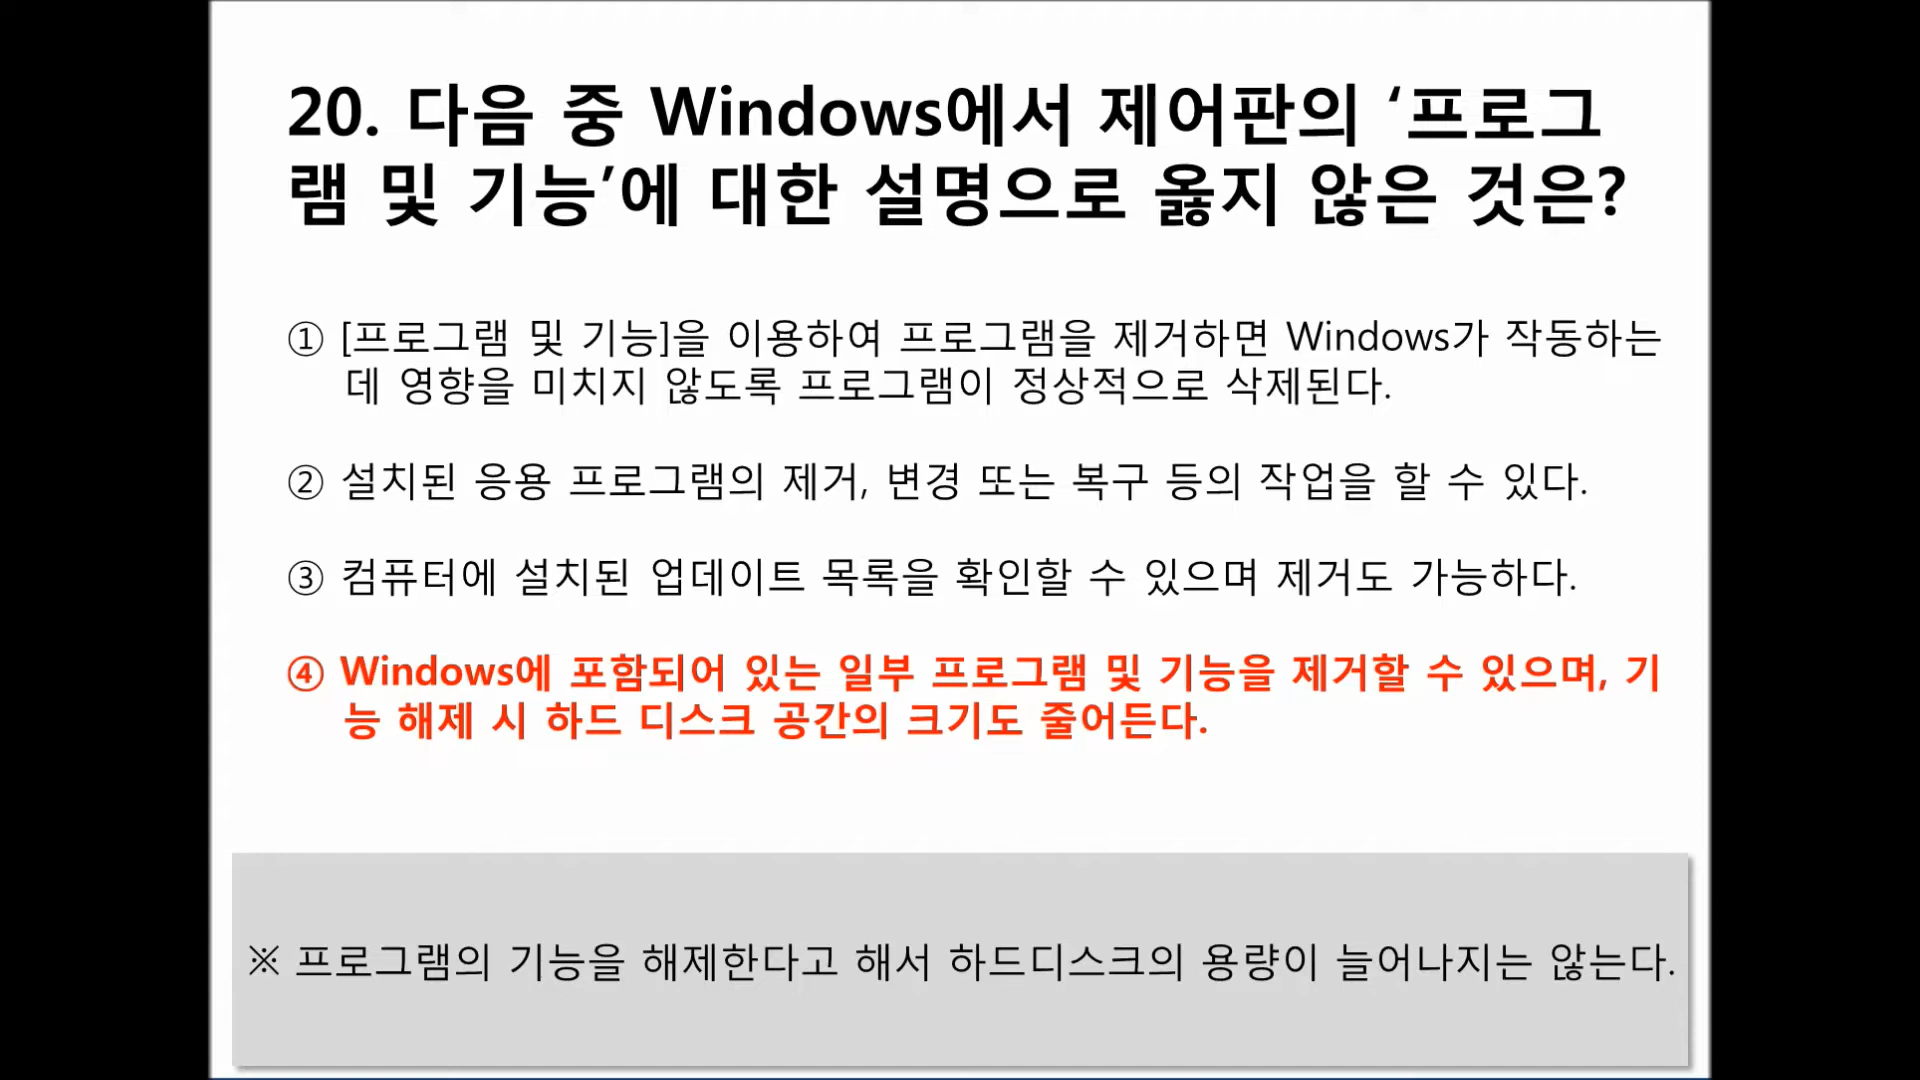 20. 다음 중 Windows에서 제어판의 ‘프로그
램 및 기능’에 대한 설명으로 옳지 않은 것은?
① [프로그램 및 기능]을 이용하여 프로그램을 제거하면 Windows가 작동하는
데 영향을 미치지 않도록 프로그램이 정상적으로 삭제된다.
② 설치된 응용 프로그램의 제거, 변경 또는 복구 등의 작업을 할 수 있다.
③ 컴퓨터에 설치된 업데이트 목록을 확인할 수 있으며 제거도 가능하다.
④ Windows에 포함되어 있는 일부 프로그램 및 기능을 제거할 수 있으며, 기
능 해제 시 하드 디스크 공간의 크기도 줄어든다.
※ 프로그램의 기능을 해제한다고 해서 하드디스크의 용량이 늘어나지는 않는다.